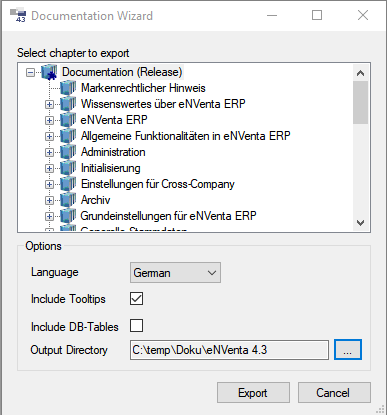 43 Documentation Wizard
Select chapter to export
Documentation (Release)
Markenrechtlicher Hinweis
Wissenswertes über eNVenta ERP
eNVenta ERP
Allgemeine Funktionalitäten in eNVenta ERP
Administration
Initialisierung
Einstellungen für Cross-Company
Archiv
Grundeinstellungen für eNVenta ERP
Generelle Stammdaten
Options
Language German
Include Tooltips
Include DB-Tables
Output Directory C:\temp\Doku\eNVenta 4.3 ...
Export Cancel